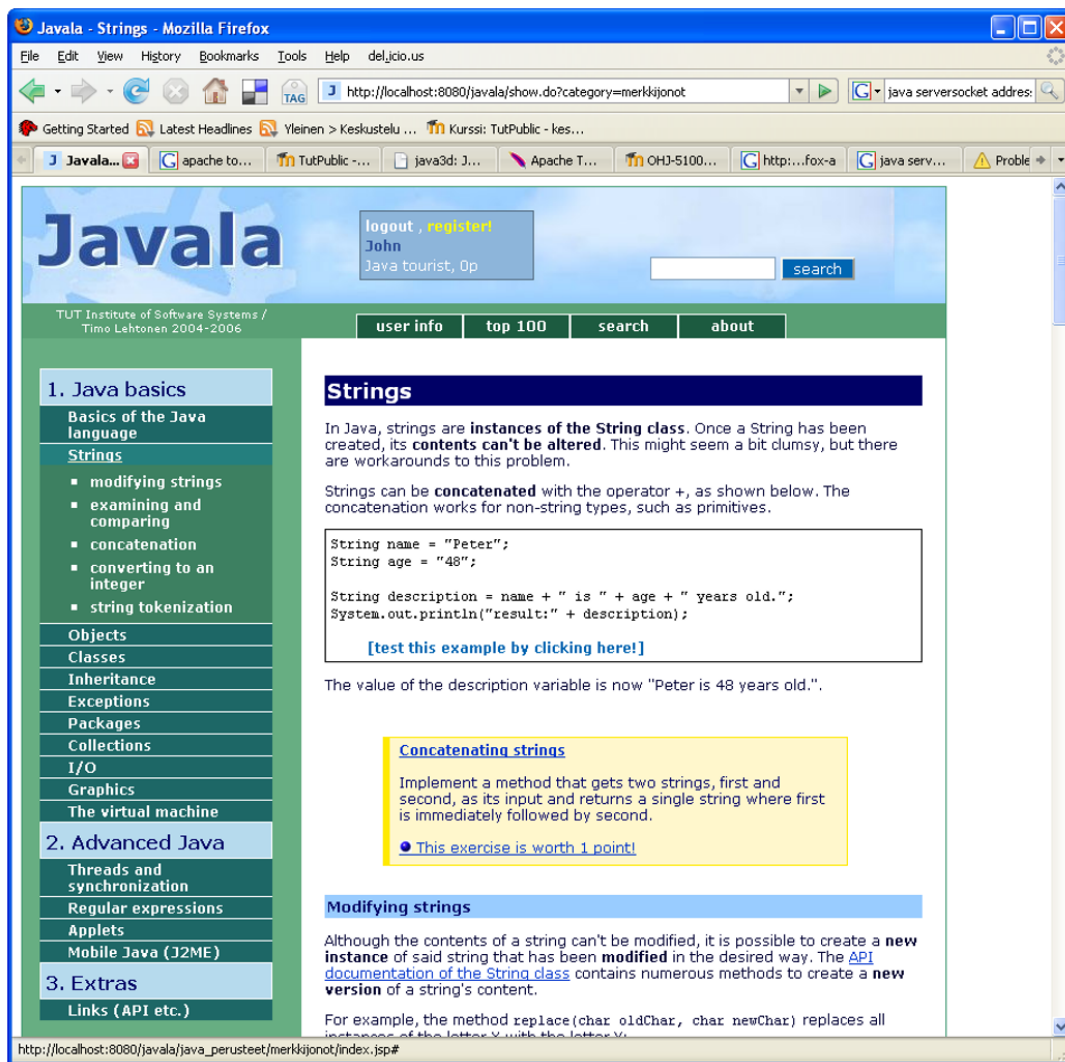 Javala - Strings - Mozilla Firefox
File Edit View History Bookmarks Tools Help del.icio.us
TAG http://localhost:8080/javala/show.do?category=merkkijonot java serversocket address
Getting Started Latest Headlines Yleinen > Keskustelu ... Kurssi: TutPublic - kes...
Javala... apache to... TutPublic -... java3d: J... Apache T... OHJ-5100... http:...fox-a java serv... Proble
Javala
logout , register!
John
Java tourist, 0p
search
TUT Institute of Software Systems /
Timo Lehtonen 2004-2006
user info top 100 search about
1. Java basics
Basics of the Java
language
Strings
modifying strings
examining and
comparing
concatenation
converting to an
integer
string tokenization
Objects
Classes
Inheritance
Exceptions
Packages
Collections
I/O
Graphics
The virtual machine
2. Advanced Java
Threads and
synchronization
Regular expressions
Applets
Mobile Java (J2ME)
3. Extras
Links (API etc.)
Strings
In Java, strings are instances of the String class. Once a String has been
created, its contents can't be altered. This might seem a bit clumsy, but there
are workarounds to this problem.
Strings can be concatenated with the operator +, as shown below. The
concatenation works for non-string types, such as primitives.
String name = "Peter";
String age = "48";
String description = name + " is " + age + " years old.";
System.out.println("result:" + description);
[test this example by clicking here!]
The value of the description variable is now "Peter is 48 years old.".
Concatenating strings
Implement a method that gets two strings, first and
second, as its input and returns a single string where first
is immediately followed by second.
This exercise is worth 1 point!
Modifying strings
Although the contents of a string can't be modified, it is possible to create a new
instance of said string that has been modified in the desired way. The API
documentation of the String class contains numerous methods to create a new
version of a string's content.
For example, the method replace(char oldChar, char newChar) replaces all
instances of the letter X with the letter Y:
http://localhost:8080/javala/java_perusteet/merkkijonot/index.jsp#